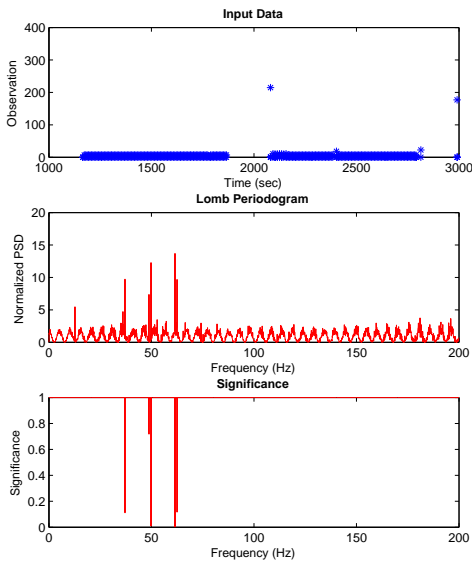 Input Data
400
300
200
100
0
Observation
1000 1500 2000 2500 3000
Time (sec)
Lomb Periodogram
20
15
10
5
0
Normalized PSD
0 50 100 150 200
Frequency (Hz)
Significance
1
0.8
0.6
0.4
0.2
0
Significance
0 50 100 150 200
Frequency (Hz)